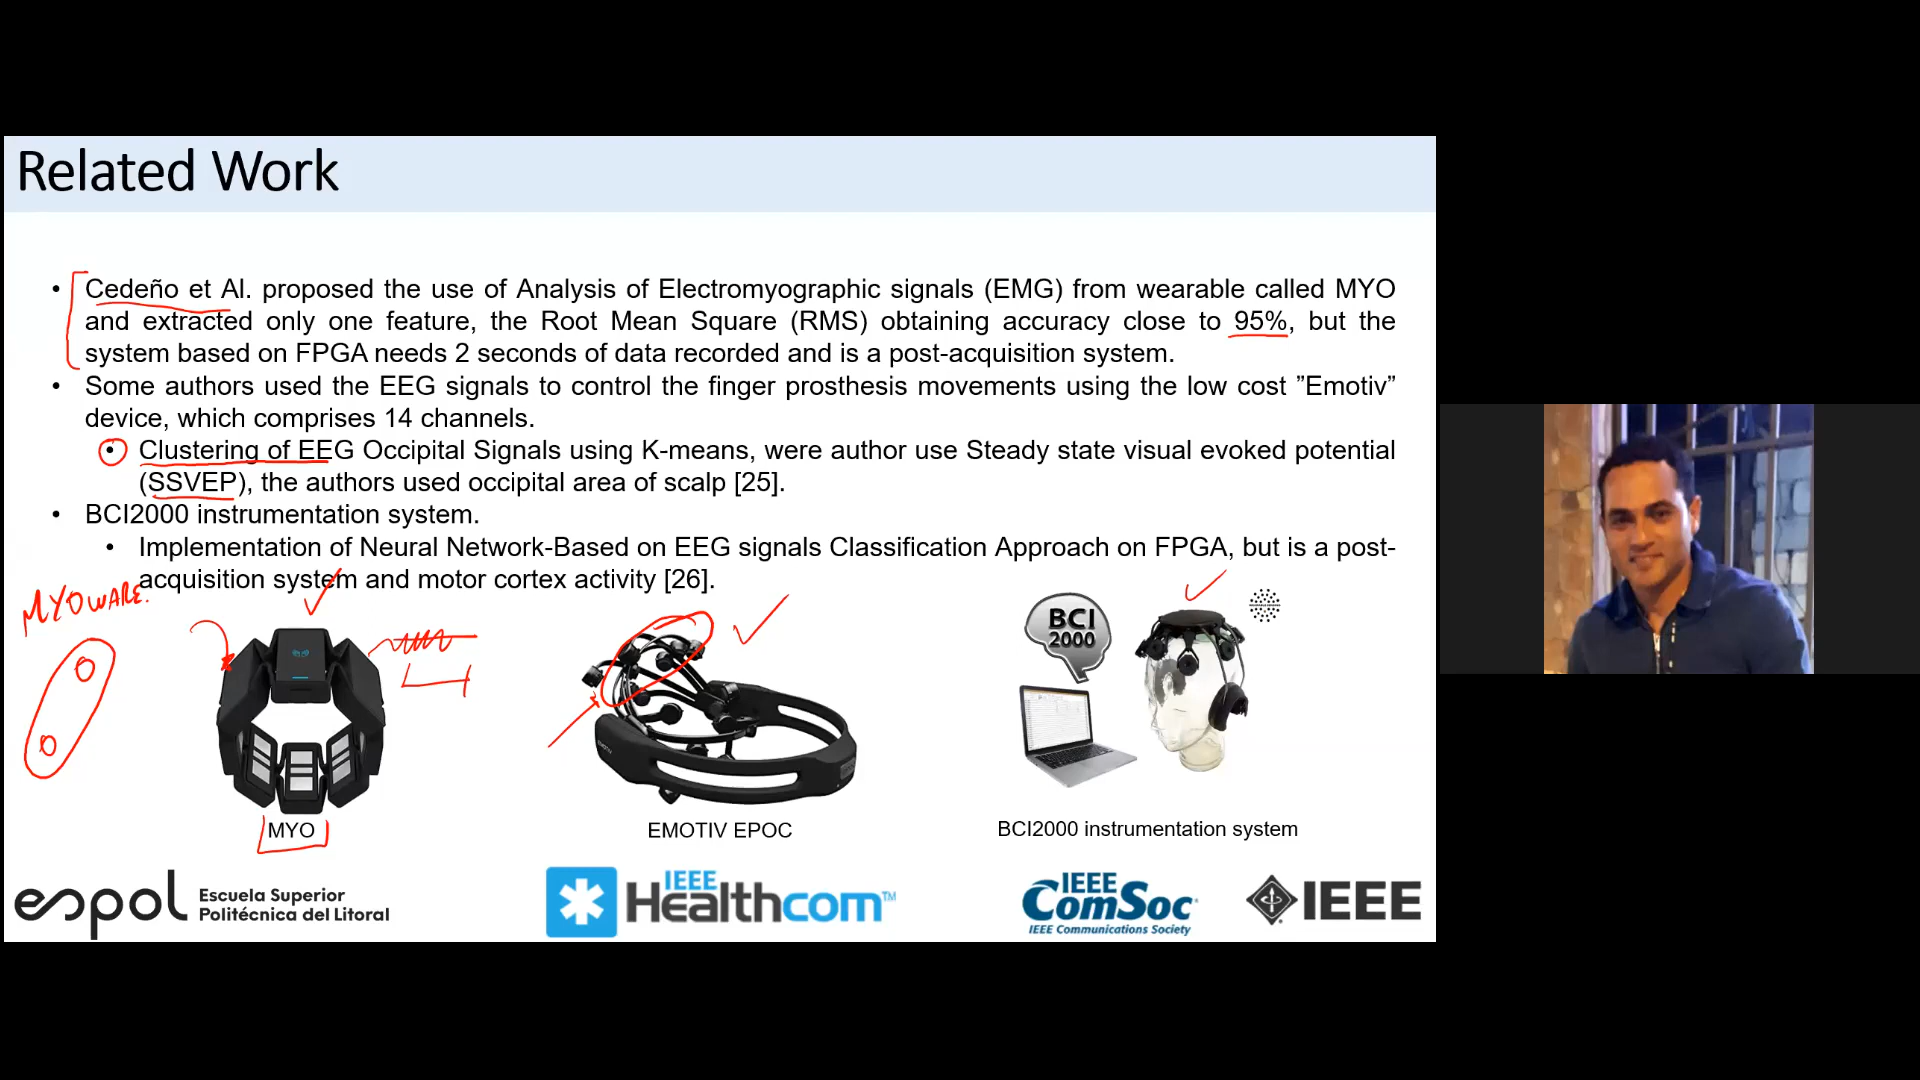 Related Work
• Cedeño et Al. proposed the use of Analysis of Electromyographic signals (EMG) from wearable called MYO
and extracted only one feature, the Root Mean Square (RMS) obtaining accuracy close to 95%, but the
system based on FPGA needs 2 seconds of data recorded and is a post-acquisition system.
• Some authors used the EEG signals to control the finger prosthesis movements using the low cost ”Emotiv”
device, which comprises 14 channels.
• Clustering of EEG Occipital Signals using K-means, were author use Steady state visual evoked potential
(SSVEP), the authors used occipital area of scalp [25].
• BCI2000 instrumentation system.
• Implementation of Neural Network-Based on EEG signals Classification Approach on FPGA, but is a post-
acquisition system and motor cortex activity [26].
MYOWARE.
BCI
2000
EMOTIV
MYO
EMOTIV EPOC
BCI2000 instrumentation system
espol Escuela Superior
Politécnica del Litoral
IEEE
Healthcom™
IEEE
ComSoc
IEEE Communications Society
IEEE